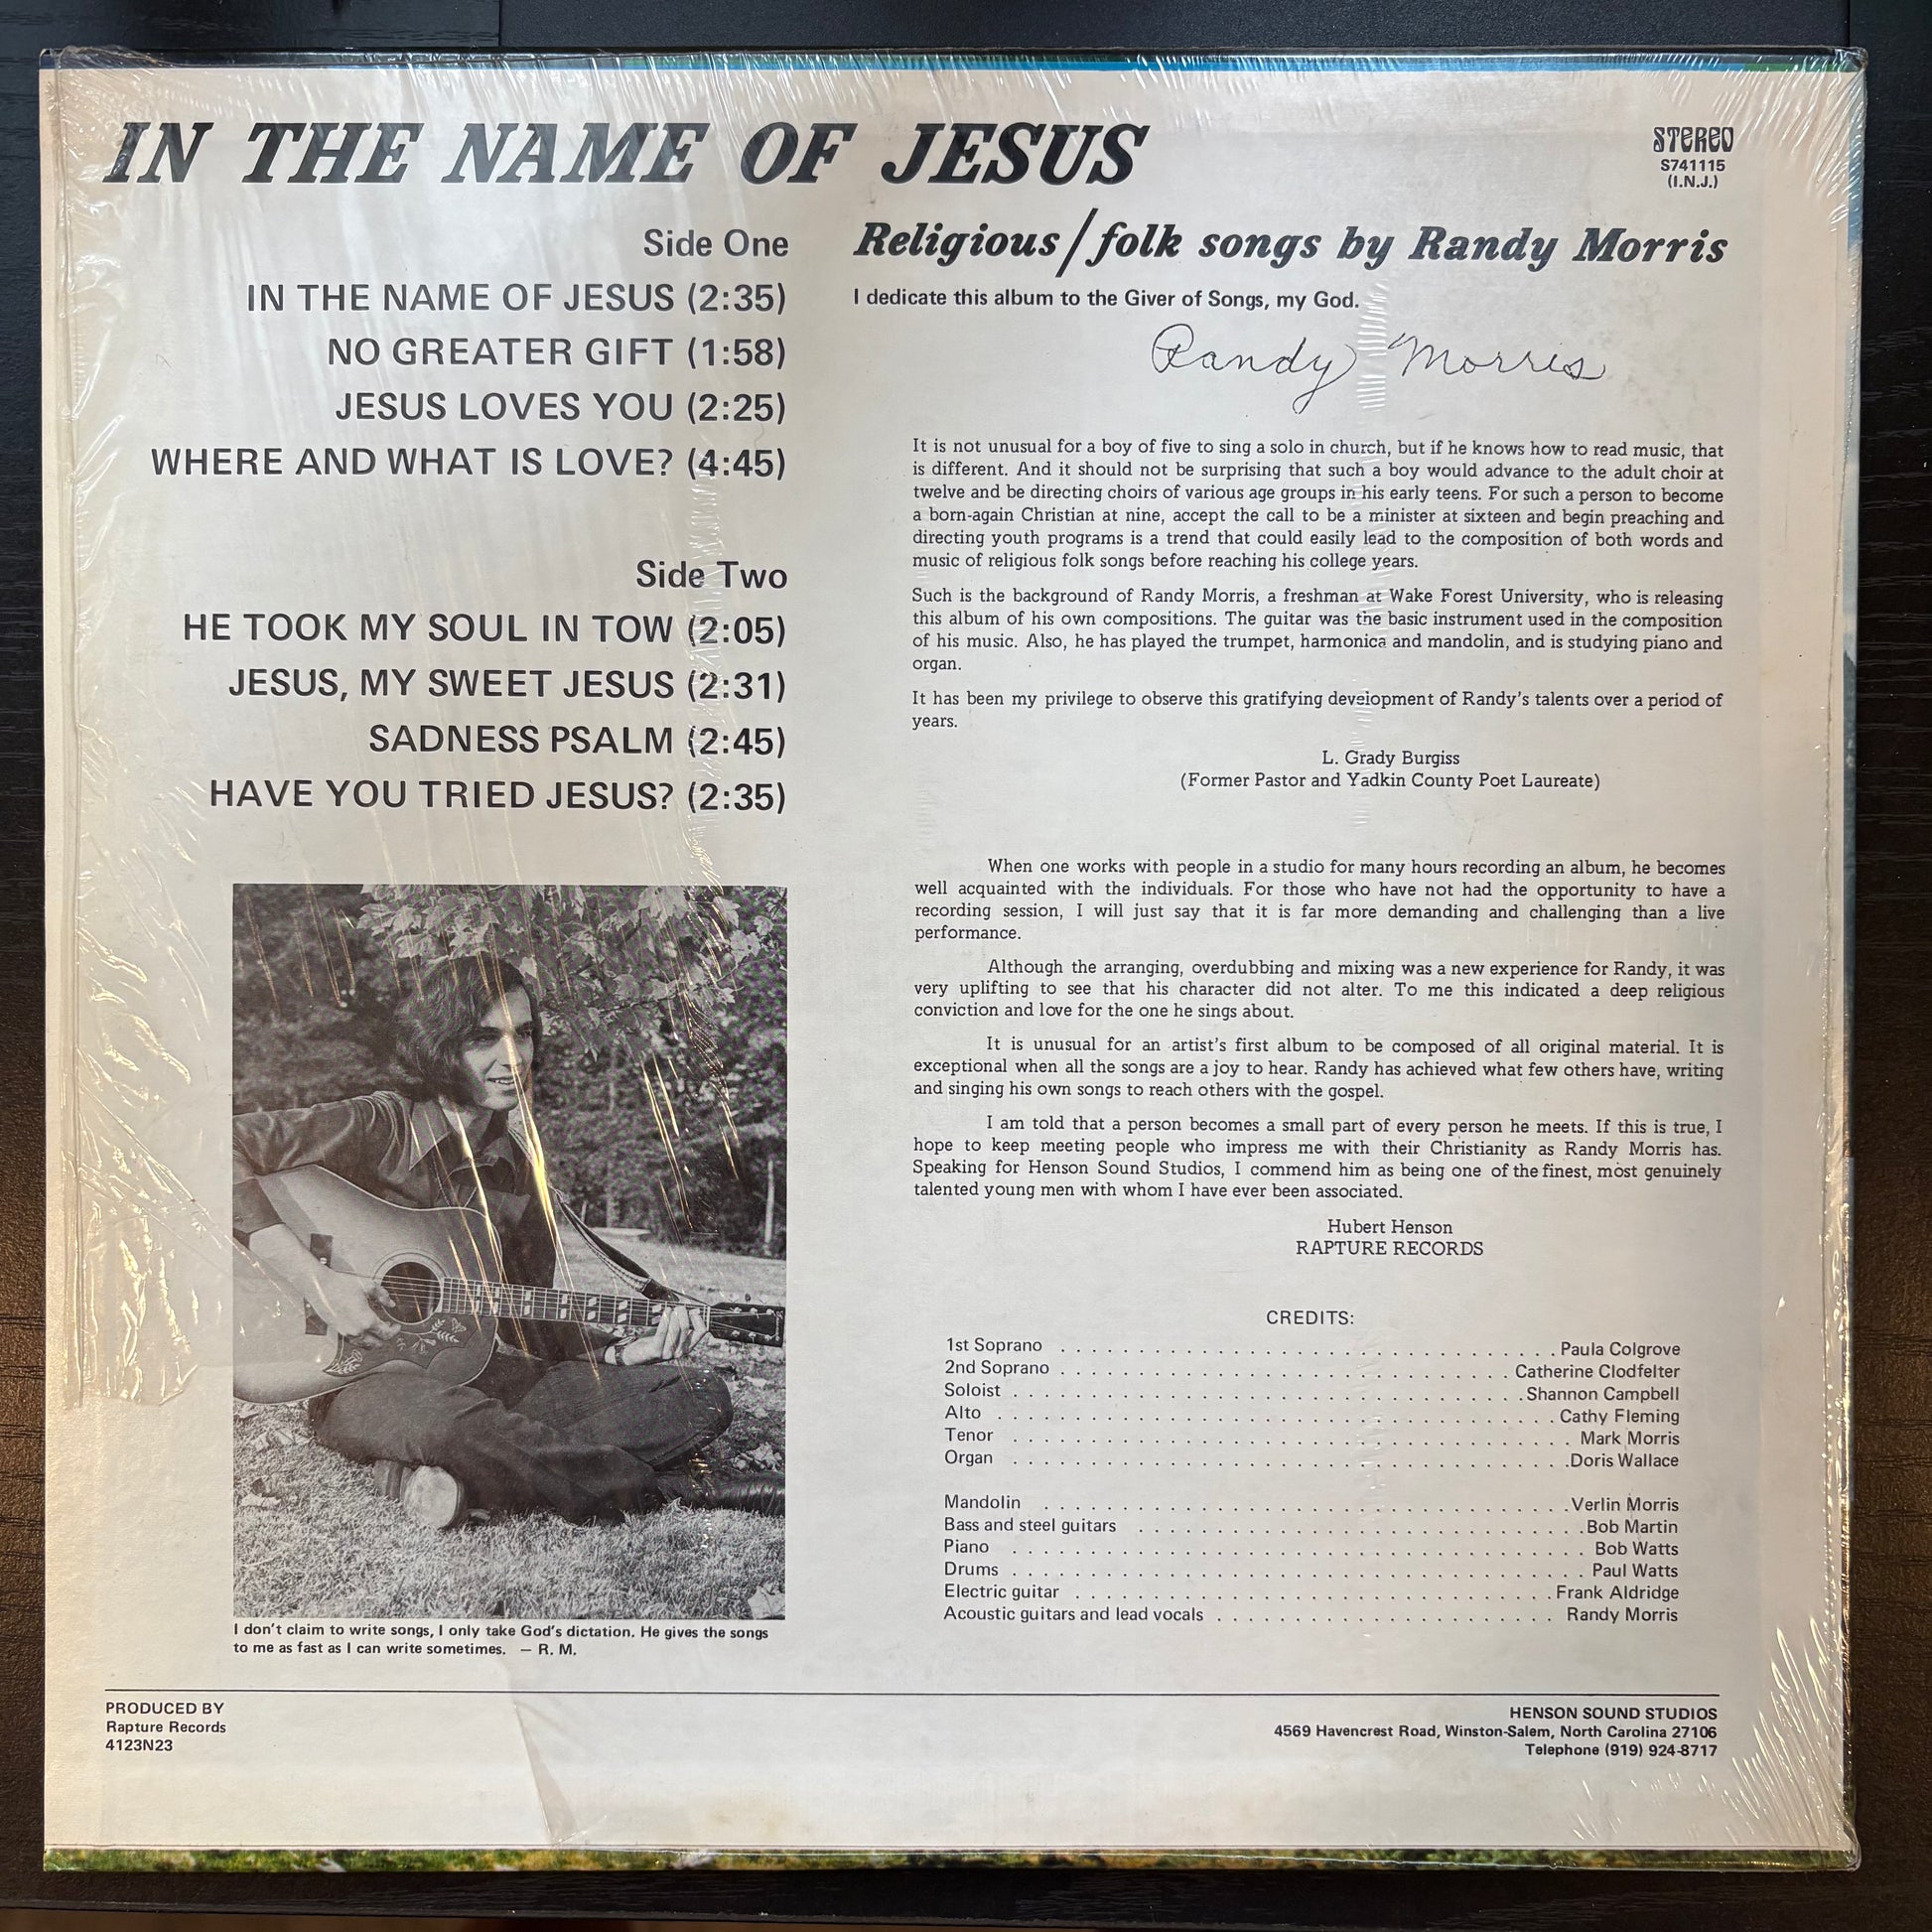 IN THE NAME OF JESUS
STEREO
S741115
(I.N.J.)
Side One
IN THE NAME OF JESUS (2:35)
NO GREATER GIFT (1:58)
JESUS LOVES YOU (2:25)
WHERE AND WHAT IS LOVE? (4:45)
Side Two
HE TOOK MY SOUL IN TOW (2:05)
JESUS, MY SWEET JESUS (2:31)
SADNESS PSALM (2:45)
HAVE YOU TRIED JESUS? (2:35)
I don't claim to write songs, I only take God's dictation. He gives the songs
to me as fast as I can write sometimes. — R. M.
Religious/folk songs by Randy Morris
I dedicate this album to the Giver of Songs, my God.
Randy Morris
It is not unusual for a boy of five to sing a solo in church, but if he knows how to read music, that
is different. And it should not be surprising that such a boy would advance to the adult choir at
twelve and be directing choirs of various age groups in his early teens. For such a person to become
a born-again Christian at nine, accept the call to be a minister at sixteen and begin preaching and
directing youth programs is a trend that could easily lead to the composition of both words and
music of religious folk songs before reaching his college years.
Such is the background of Randy Morris, a freshman at Wake Forest University, who is releasing
this album of his own compositions. The guitar was the basic instrument used in the composition
of his music. Also, he has played the trumpet, harmonica and mandolin, and is studying piano and
organ.
It has been my privilege to observe this gratifying development of Randy's talents over a period of
years.
L. Grady Burgiss
(Former Pastor and Yadkin County Poet Laureate)
When one works with people in a studio for many hours recording an album, he becomes
well acquainted with the individuals. For those who have not had the opportunity to have a
recording session, I will just say that it is far more demanding and challenging than a live
performance.
Although the arranging, overdubbing and mixing was a new experience for Randy, it was
very uplifting to see that his character did not alter. To me this indicated a deep religious
conviction and love for the one he sings about.
It is unusual for an artist's first album to be composed of all original material. It is
exceptional when all the songs are a joy to hear. Randy has achieved what few others have, writing
and singing his own songs to reach others with the gospel.
I am told that a person becomes a small part of every person he meets. If this is true, I
hope to keep meeting people who impress me with their Christianity as Randy Morris has.
Speaking for Henson Sound Studios, I commend him as being one of the finest, most genuinely
talented young men with whom I have ever been associated.
Hubert Henson
RAPTURE RECORDS
CREDITS:
1st Soprano . . . . . . . . . . Paula Colgrove
2nd Soprano . . . . . . . . . . Catherine Clodfelter
Soloist . . . . . . . . . . Shannon Campbell
Alto . . . . . . . . . . Cathy Fleming
Tenor . . . . . . . . . . Mark Morris
Organ . . . . . . . . . . Doris Wallace
Mandolin . . . . . . . . . . Verlin Morris
Bass and steel guitars . . . . . . . . . . Bob Martin
Piano . . . . . . . . . . Bob Watts
Drums . . . . . . . . . . Paul Watts
Electric guitar . . . . . . . . . . Frank Aldridge
Acoustic guitars and lead vocals . . . . . . . . . . Randy Morris
PRODUCED BY
Rapture Records
4123N23
HENSON SOUND STUDIOS
4569 Havencrest Road, Winston-Salem, North Carolina 27106
Telephone (919) 924-8717